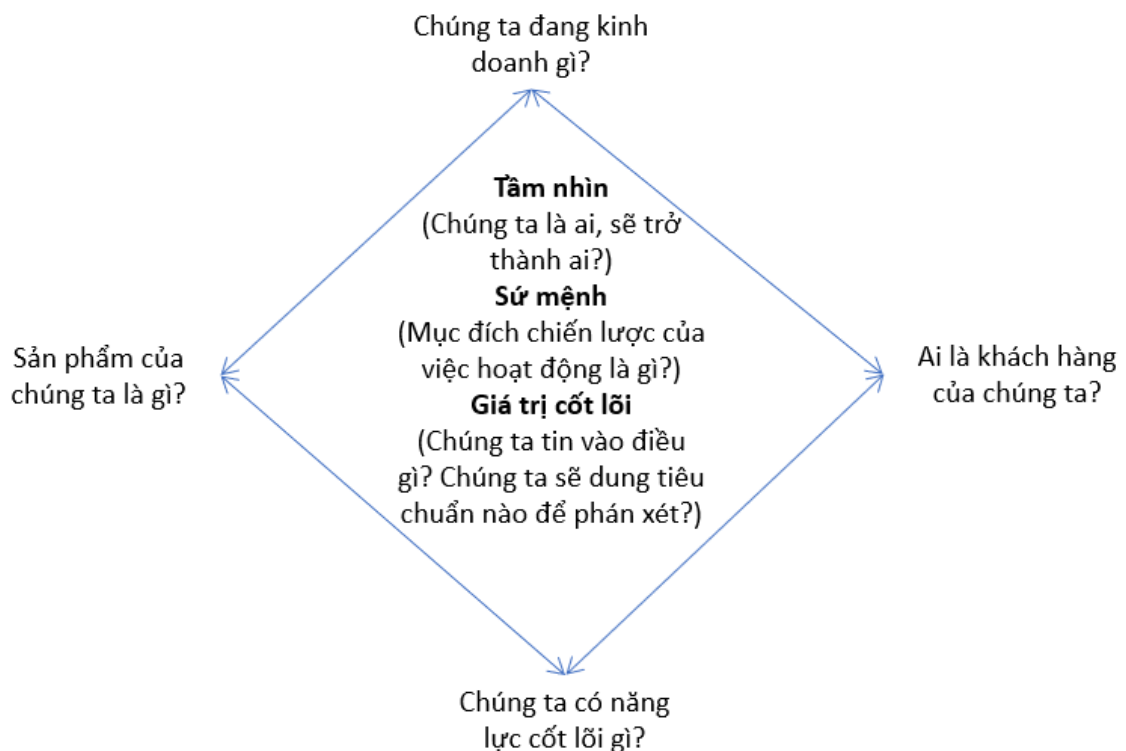 Chúng ta đang kinh
doanh gì?
Tầm nhìn
(Chúng ta là ai, sẽ trở
thành ai?)
Sứ mệnh
(Mục đích chiến lược của
việc hoạt động là gì?)
Giá trị cốt lõi
(Chúng ta tin vào điều
gì? Chúng ta sẽ dung tiêu
chuẩn nào để phán xét?)
Sản phẩm của
chúng ta là gì?
Ai là khách hàng
của chúng ta?
Chúng ta có năng
lực cốt lõi gì?